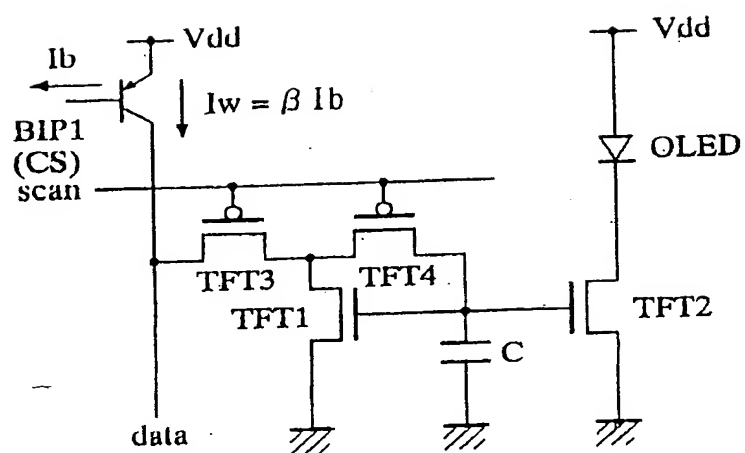 Vdd
Vdd
Ib
Iw = β Ib
BIP1
(CS)
OLED
scan
TFT3
TFT4
TFT1
TFT2
C
data